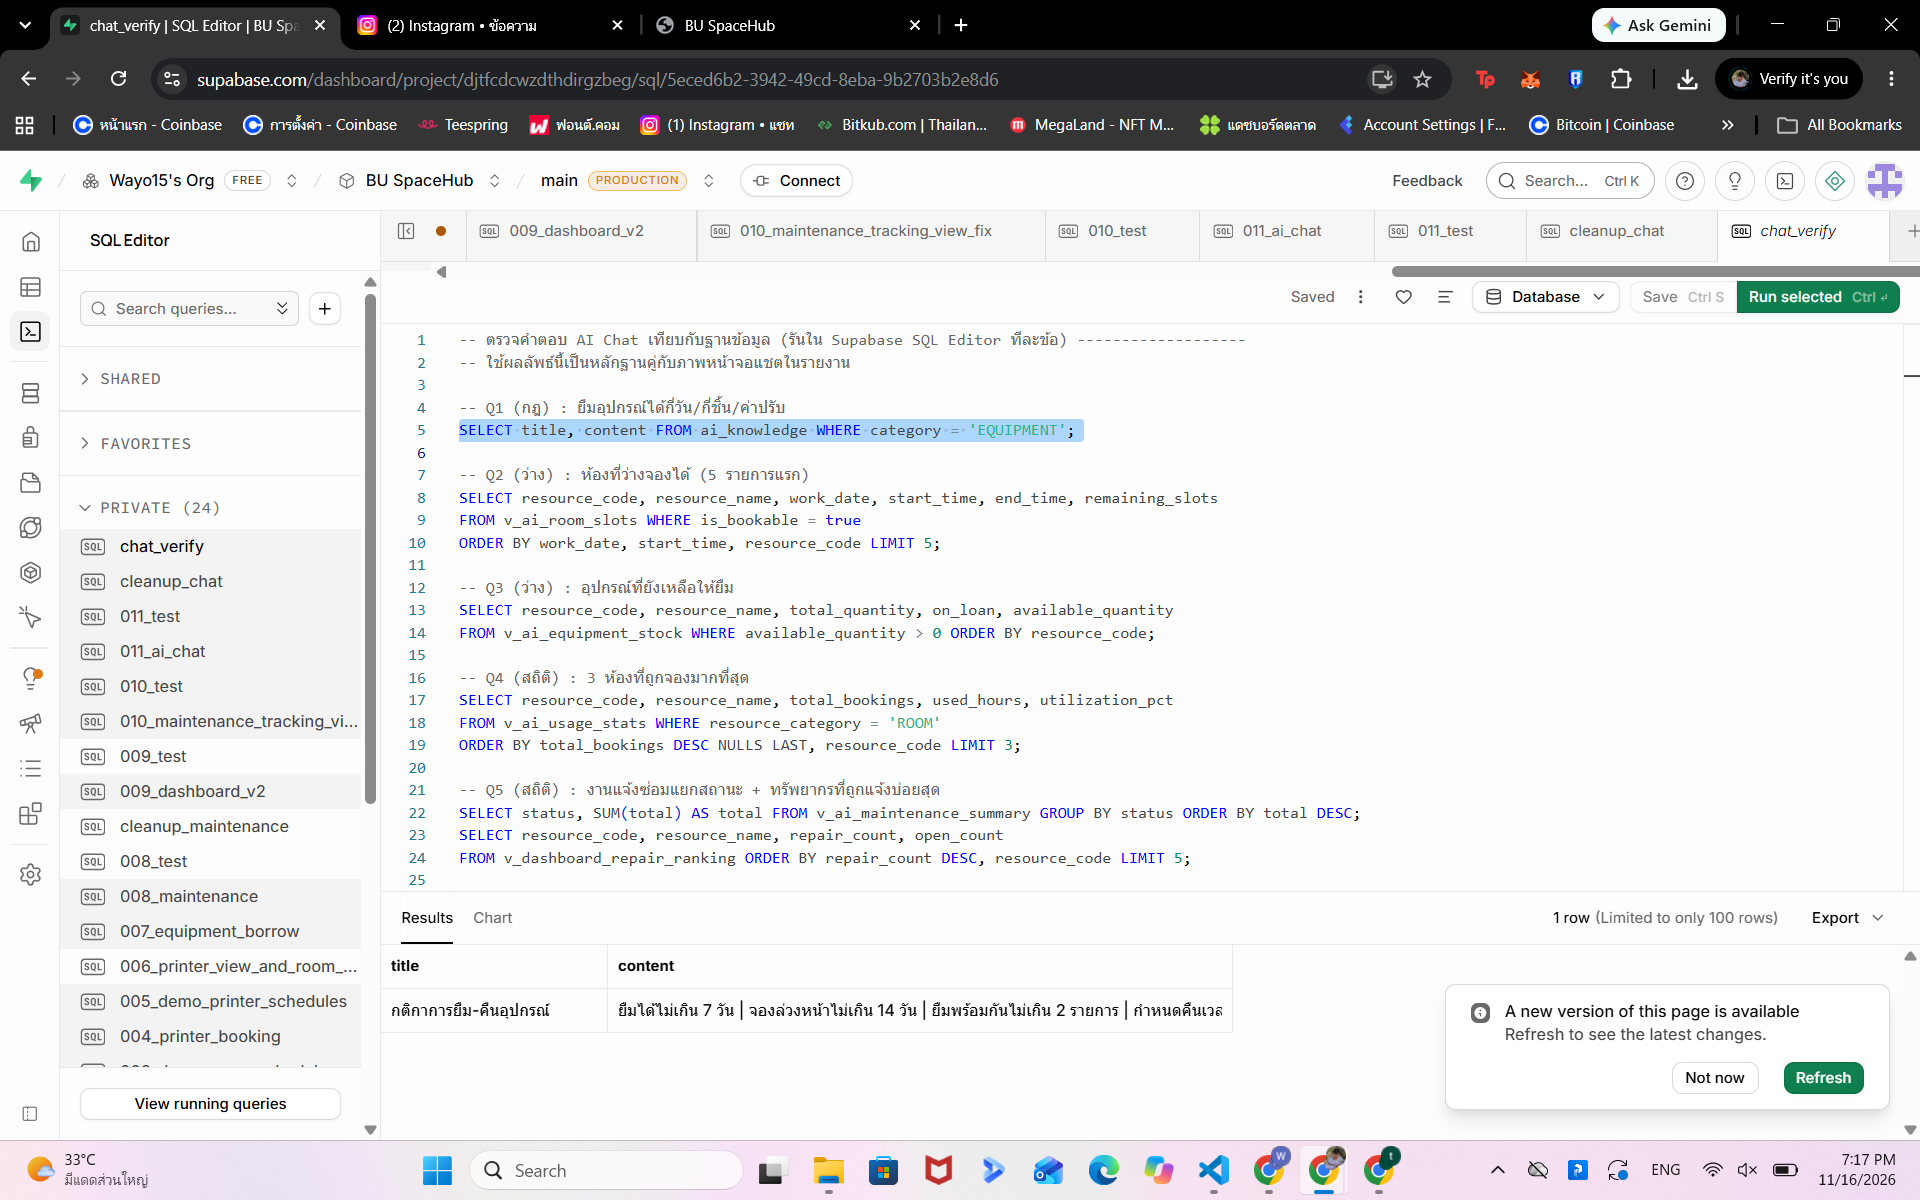 chat_verify | SQL Editor | BU Spa
(2) Instagram • ข้อความ
BU SpaceHub
Ask Gemini
supabase.com/dashboard/project/djtfcdcwzdthdirgzbeg/sql/5eced6b2-3942-49cd-8eba-9b2703b2e8d6
Verify it's you
หน้าแรก - Coinbase
การตั้งค่า - Coinbase
Teespring
ฟอนต์.คอม
(1) Instagram • แชท
Bitkub.com | Thailan...
MegaLand - NFT M...
แดชบอร์ดตลาด
Account Settings | F...
Bitcoin | Coinbase
All Bookmarks
Wayo15's Org FREE
BU SpaceHub
main PRODUCTION
Connect
Feedback
Search... Ctrl K
SQL Editor
009_dashboard_v2
010_maintenance_tracking_view_fix
010_test
011_ai_chat
011_test
cleanup_chat
chat_verify
Search queries...
Saved
Database
Save Ctrl S
Run selected Ctrl ↵
SHARED
FAVORITES
PRIVATE (24)
chat_verify
cleanup_chat
011_test
011_ai_chat
010_test
010_maintenance_tracking_vi...
009_test
009_dashboard_v2
cleanup_maintenance
008_test
008_maintenance
007_equipment_borrow
006_printer_view_and_room_...
005_demo_printer_schedules
004_printer_booking
View running queries
1 -- ตรวจคำตอบ AI Chat เทียบกับฐานข้อมูล (รันใน Supabase SQL Editor ทีละข้อ) -------------------
2 -- ใช้ผลลัพธ์นี้เป็นหลักฐานคู่กับภาพหน้าจอแชตในรายงาน
3
4 -- Q1 (กฎ) : ยืมอุปกรณ์ได้กี่วัน/กี่ชิ้น/ค่าปรับ
5 SELECT title, content FROM ai_knowledge WHERE category = 'EQUIPMENT';
6
7 -- Q2 (ว่าง) : ห้องที่ว่างจองได้ (5 รายการแรก)
8 SELECT resource_code, resource_name, work_date, start_time, end_time, remaining_slots
9 FROM v_ai_room_slots WHERE is_bookable = true
10 ORDER BY work_date, start_time, resource_code LIMIT 5;
11
12 -- Q3 (ว่าง) : อุปกรณ์ที่ยังเหลือให้ยืม
13 SELECT resource_code, resource_name, total_quantity, on_loan, available_quantity
14 FROM v_ai_equipment_stock WHERE available_quantity > 0 ORDER BY resource_code;
15
16 -- Q4 (สถิติ) : 3 ห้องที่ถูกจองมากที่สุด
17 SELECT resource_code, resource_name, total_bookings, used_hours, utilization_pct
18 FROM v_ai_usage_stats WHERE resource_category = 'ROOM'
19 ORDER BY total_bookings DESC NULLS LAST, resource_code LIMIT 3;
20
21 -- Q5 (สถิติ) : งานแจ้งซ่อมแยกสถานะ + ทรัพยากรที่ถูกแจ้งบ่อยสุด
22 SELECT status, SUM(total) AS total FROM v_ai_maintenance_summary GROUP BY status ORDER BY total DESC;
23 SELECT resource_code, resource_name, repair_count, open_count
24 FROM v_dashboard_repair_ranking ORDER BY repair_count DESC, resource_code LIMIT 5;
25
Results
Chart
1 row (Limited to only 100 rows)
Export
title
content
กติกาการยืม-คืนอุปกรณ์
ยืมได้ไม่เกิน 7 วัน | จองล่วงหน้าไม่เกิน 14 วัน | ยืมพร้อมกันไม่เกิน 2 รายการ | กำหนดคืนเวล
A new version of this page is available
Refresh to see the latest changes.
Not now
Refresh
33°C
มีแดดส่วนใหญ่
Search
ENG
7:17 PM
11/16/2026